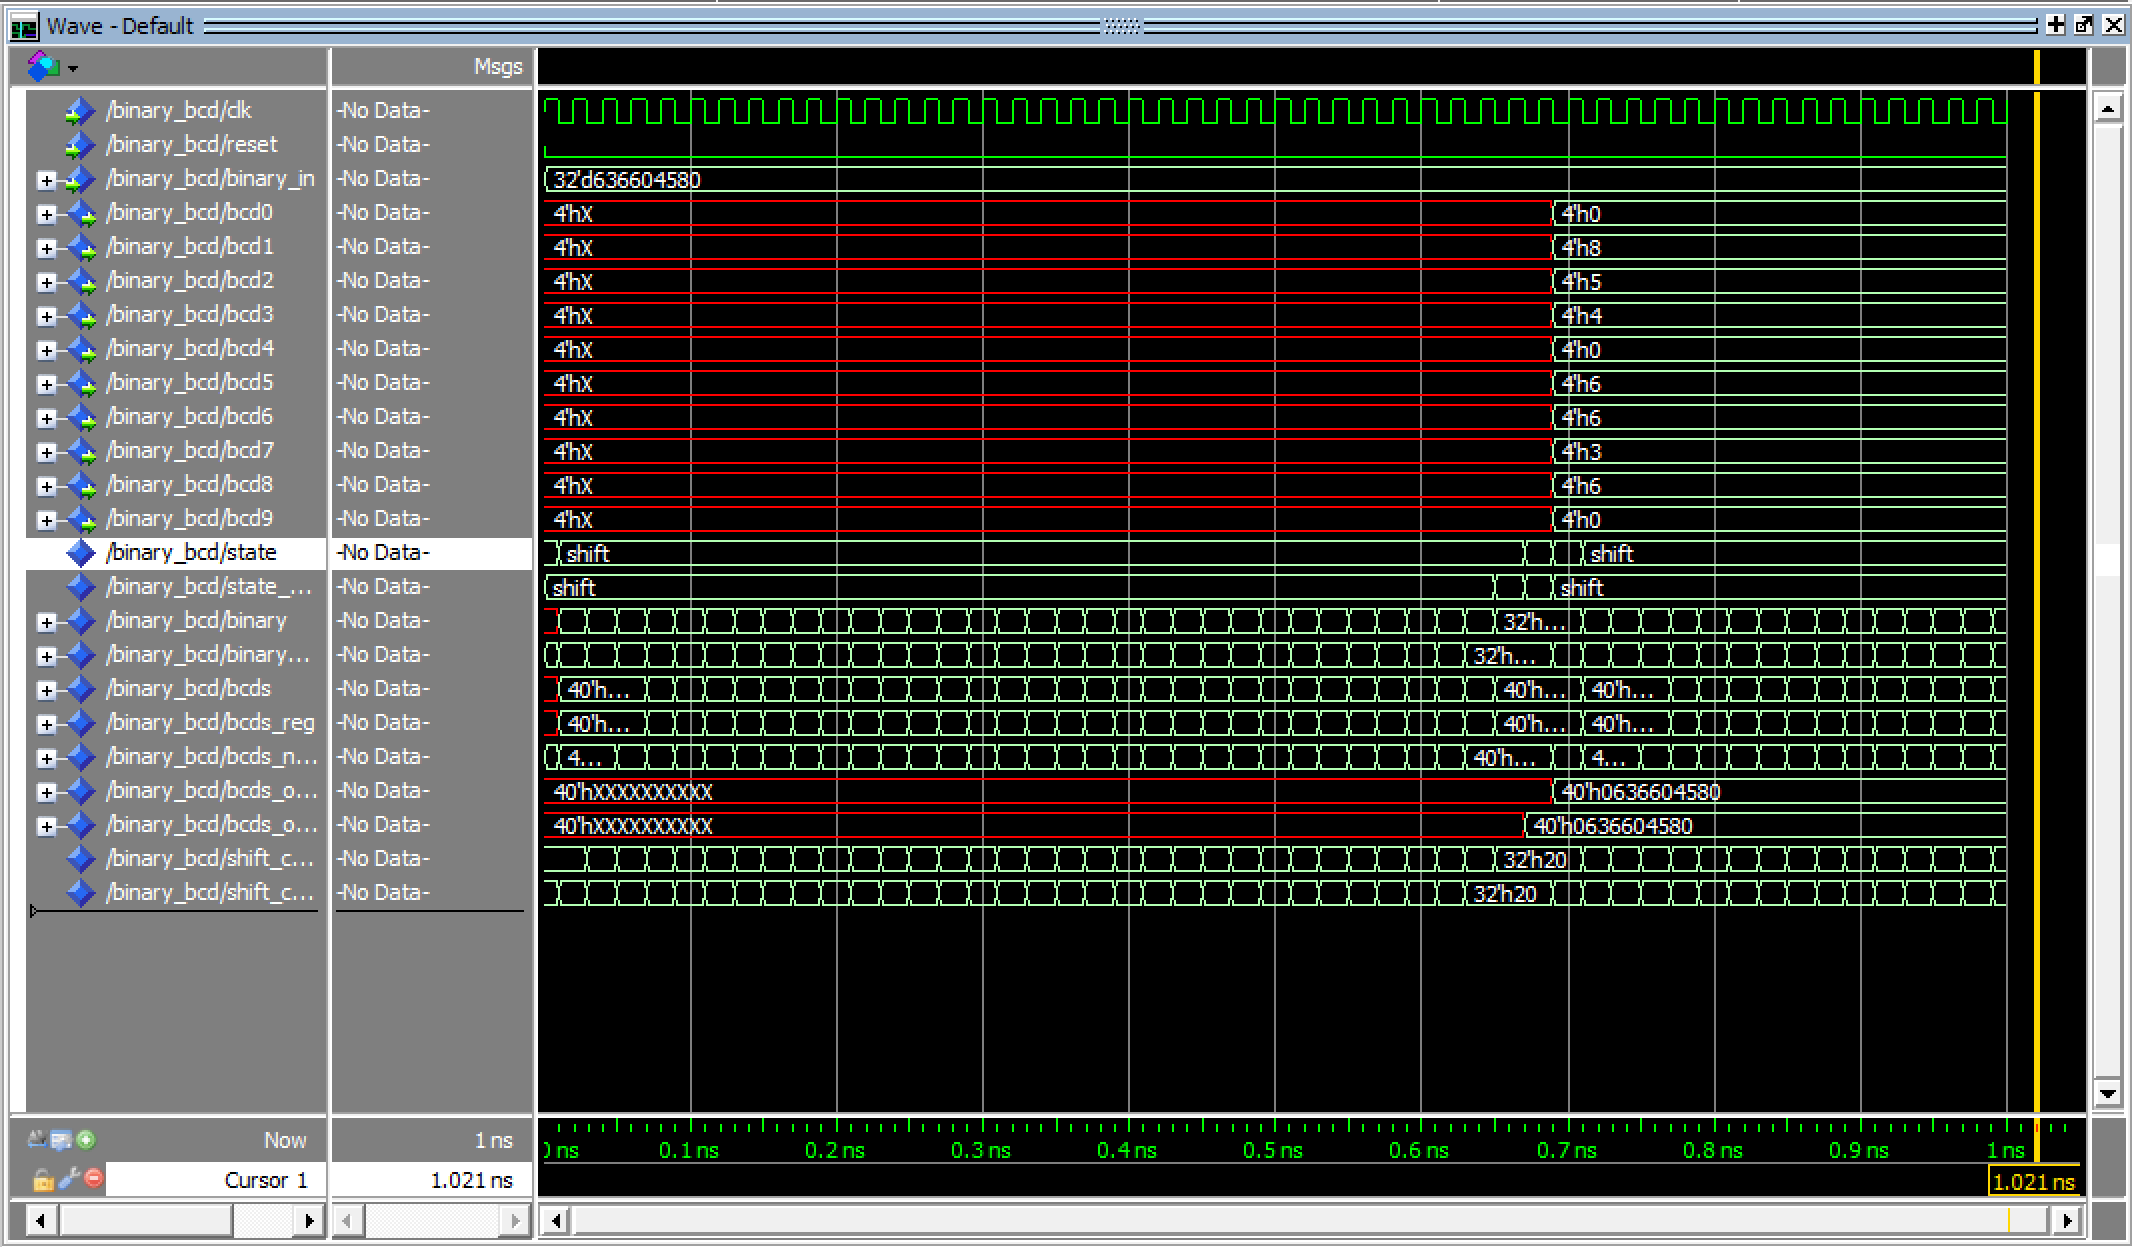 Wave - Default
Msgs
/binary_bcd/clk -No Data-
/binary_bcd/reset -No Data-
/binary_bcd/binary_in -No Data- 32'd636604580
/binary_bcd/bcd0 -No Data- 4'hX 4'h0
/binary_bcd/bcd1 -No Data- 4'hX 4'h8
/binary_bcd/bcd2 -No Data- 4'hX 4'h5
/binary_bcd/bcd3 -No Data- 4'hX 4'h4
/binary_bcd/bcd4 -No Data- 4'hX 4'h0
/binary_bcd/bcd5 -No Data- 4'hX 4'h6
/binary_bcd/bcd6 -No Data- 4'hX 4'h6
/binary_bcd/bcd7 -No Data- 4'hX 4'h3
/binary_bcd/bcd8 -No Data- 4'hX 4'h6
/binary_bcd/bcd9 -No Data- 4'hX 4'h0
/binary_bcd/state -No Data- shift shift
/binary_bcd/state_... -No Data- shift shift
/binary_bcd/binary -No Data- 32'h...
/binary_bcd/binary... -No Data- 32'h...
/binary_bcd/bcds -No Data- 40'h... 40'h... 40'h...
/binary_bcd/bcds_reg -No Data- 40'h... 40'h... 40'h...
/binary_bcd/bcds_n... -No Data- 4... 40'h... 4...
/binary_bcd/bcds_o... -No Data- 40'hXXXXXXXXXX 40'h0636604580
/binary_bcd/bcds_o... -No Data- 40'hXXXXXXXXXX 40'h0636604580
/binary_bcd/shift_c... -No Data- 32'h20
/binary_bcd/shift_c... -No Data- 32'h20
Now 1 ns ns 0.1 ns 0.2 ns 0.3 ns 0.4 ns 0.5 ns 0.6 ns 0.7 ns 0.8 ns 0.9 ns 1 ns
Cursor 1 1.021 ns 1.021 ns